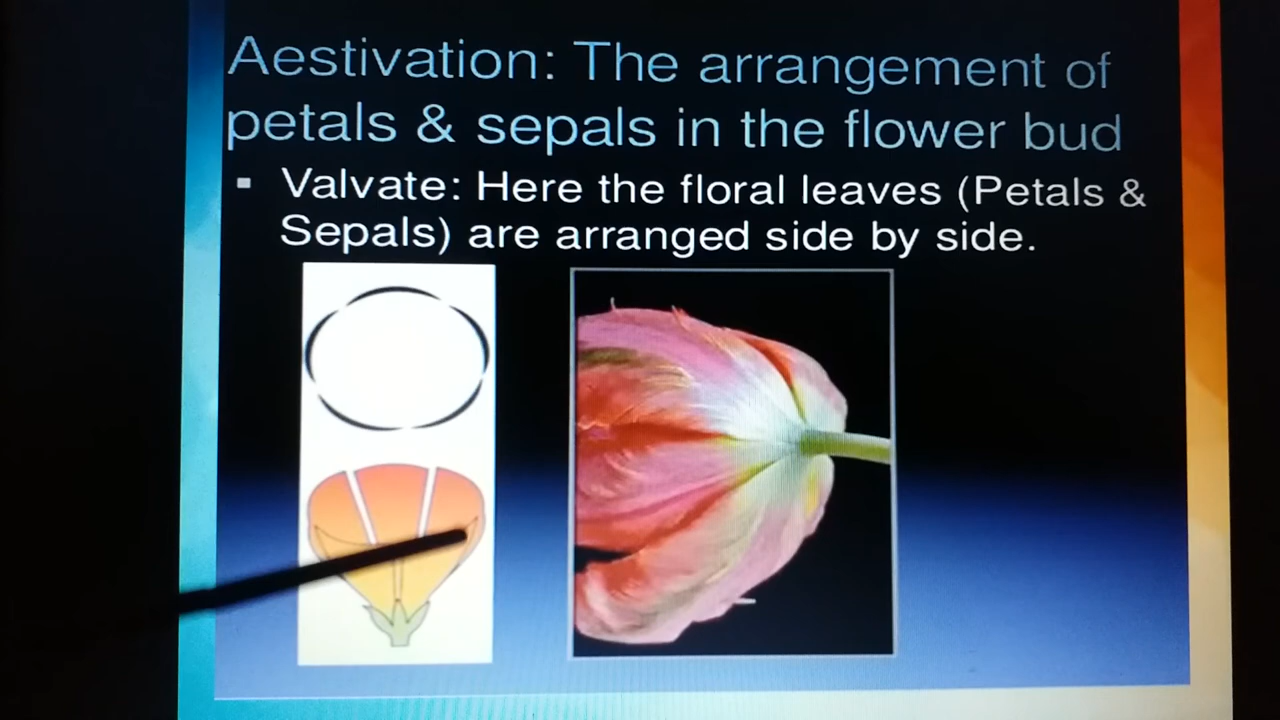 Aestivation: The arrangement of
petals & sepals in the flower bud
▪ Valvate: Here the floral leaves (Petals &
Sepals) are arranged side by side.